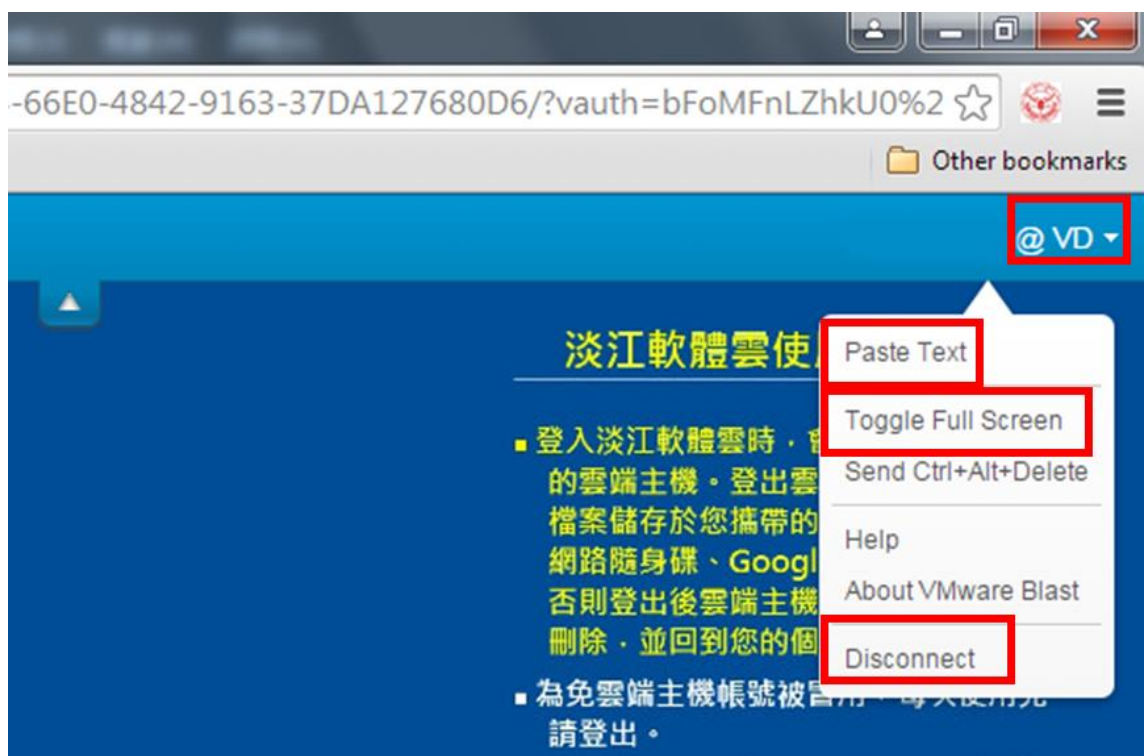 -66E0-4842-9163-37DA127680D6/?vauth=bFoMFnLZhkU0%2
Other bookmarks
@ VD
Paste Text
Toggle Full Screen
Send Ctrl+Alt+Delete
Help
About VMware Blast
Disconnect
淡江軟體雲使
登入淡江軟體雲時，
的雲端主機。登出雲
檔案儲存於您攜帶的
網路隨身碟、Googl
否則登出後雲端主機
刪除，並回到您的個
為免雲端主機帳號被
請登出。